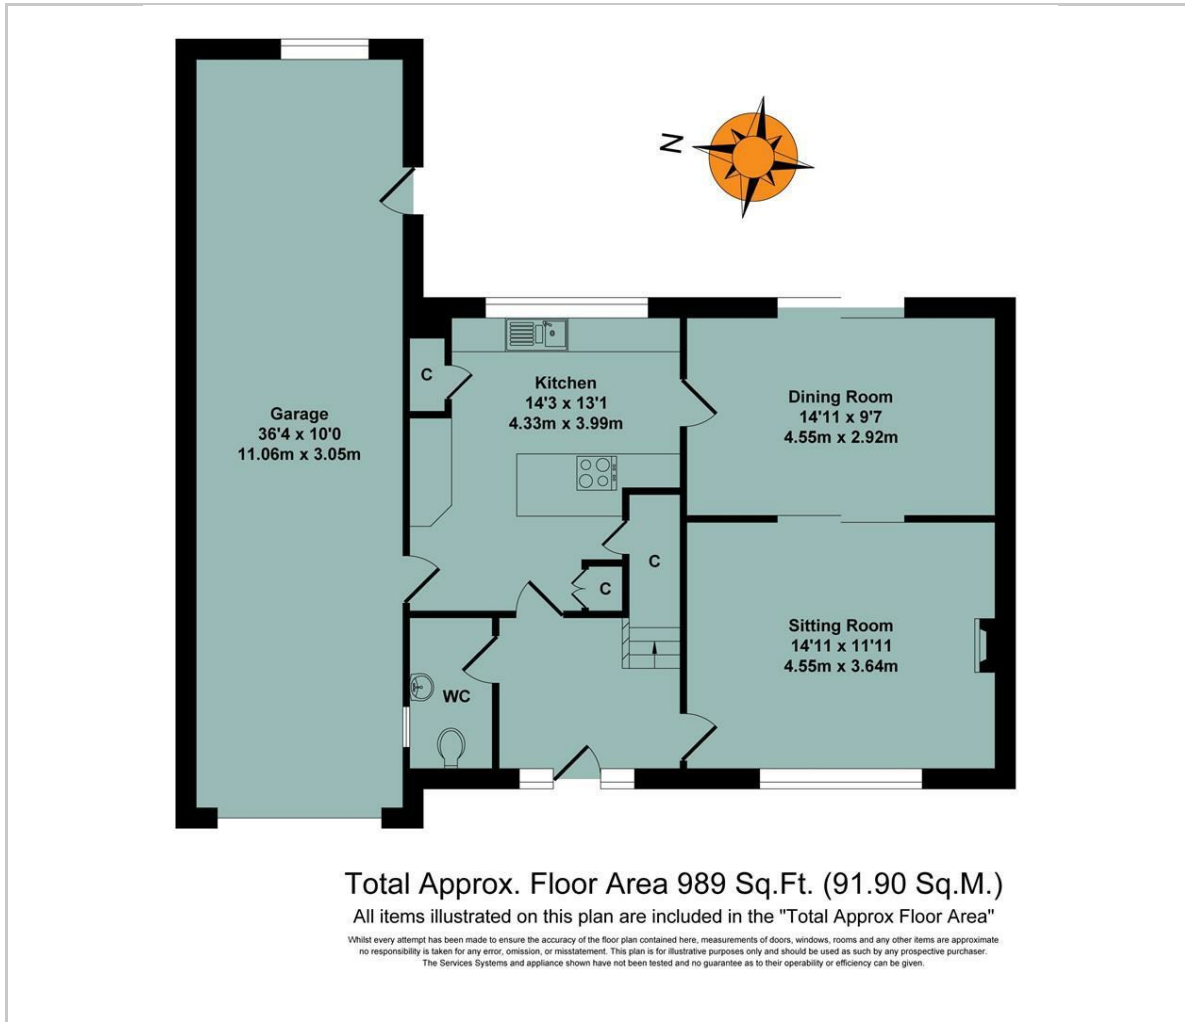 N
Garage
36'4 x 10'0
11.06m x 3.05m
C
Kitchen
14'3 x 13'1
4.33m x 3.99m
Dining Room
14'11 x 9'7
4.55m x 2.92m
C
C
Sitting Room
14'11 x 11'11
4.55m x 3.64m
WC
Total Approx. Floor Area 989 Sq.Ft. (91.90 Sq.M.)
All items illustrated on this plan are included in the "Total Approx Floor Area"
Whilst every attempt has been made to ensure the accuracy of the floor plan contained here, measurements of doors, windows, rooms and any other items are approximate
no responsibility is taken for any error, omission, or misstatement. This plan is for illustrative purposes only and should be used as such by any prospective purchaser.
The Services Systems and appliance shown have not been tested and no guarantee as to their operability or efficiency can be given.